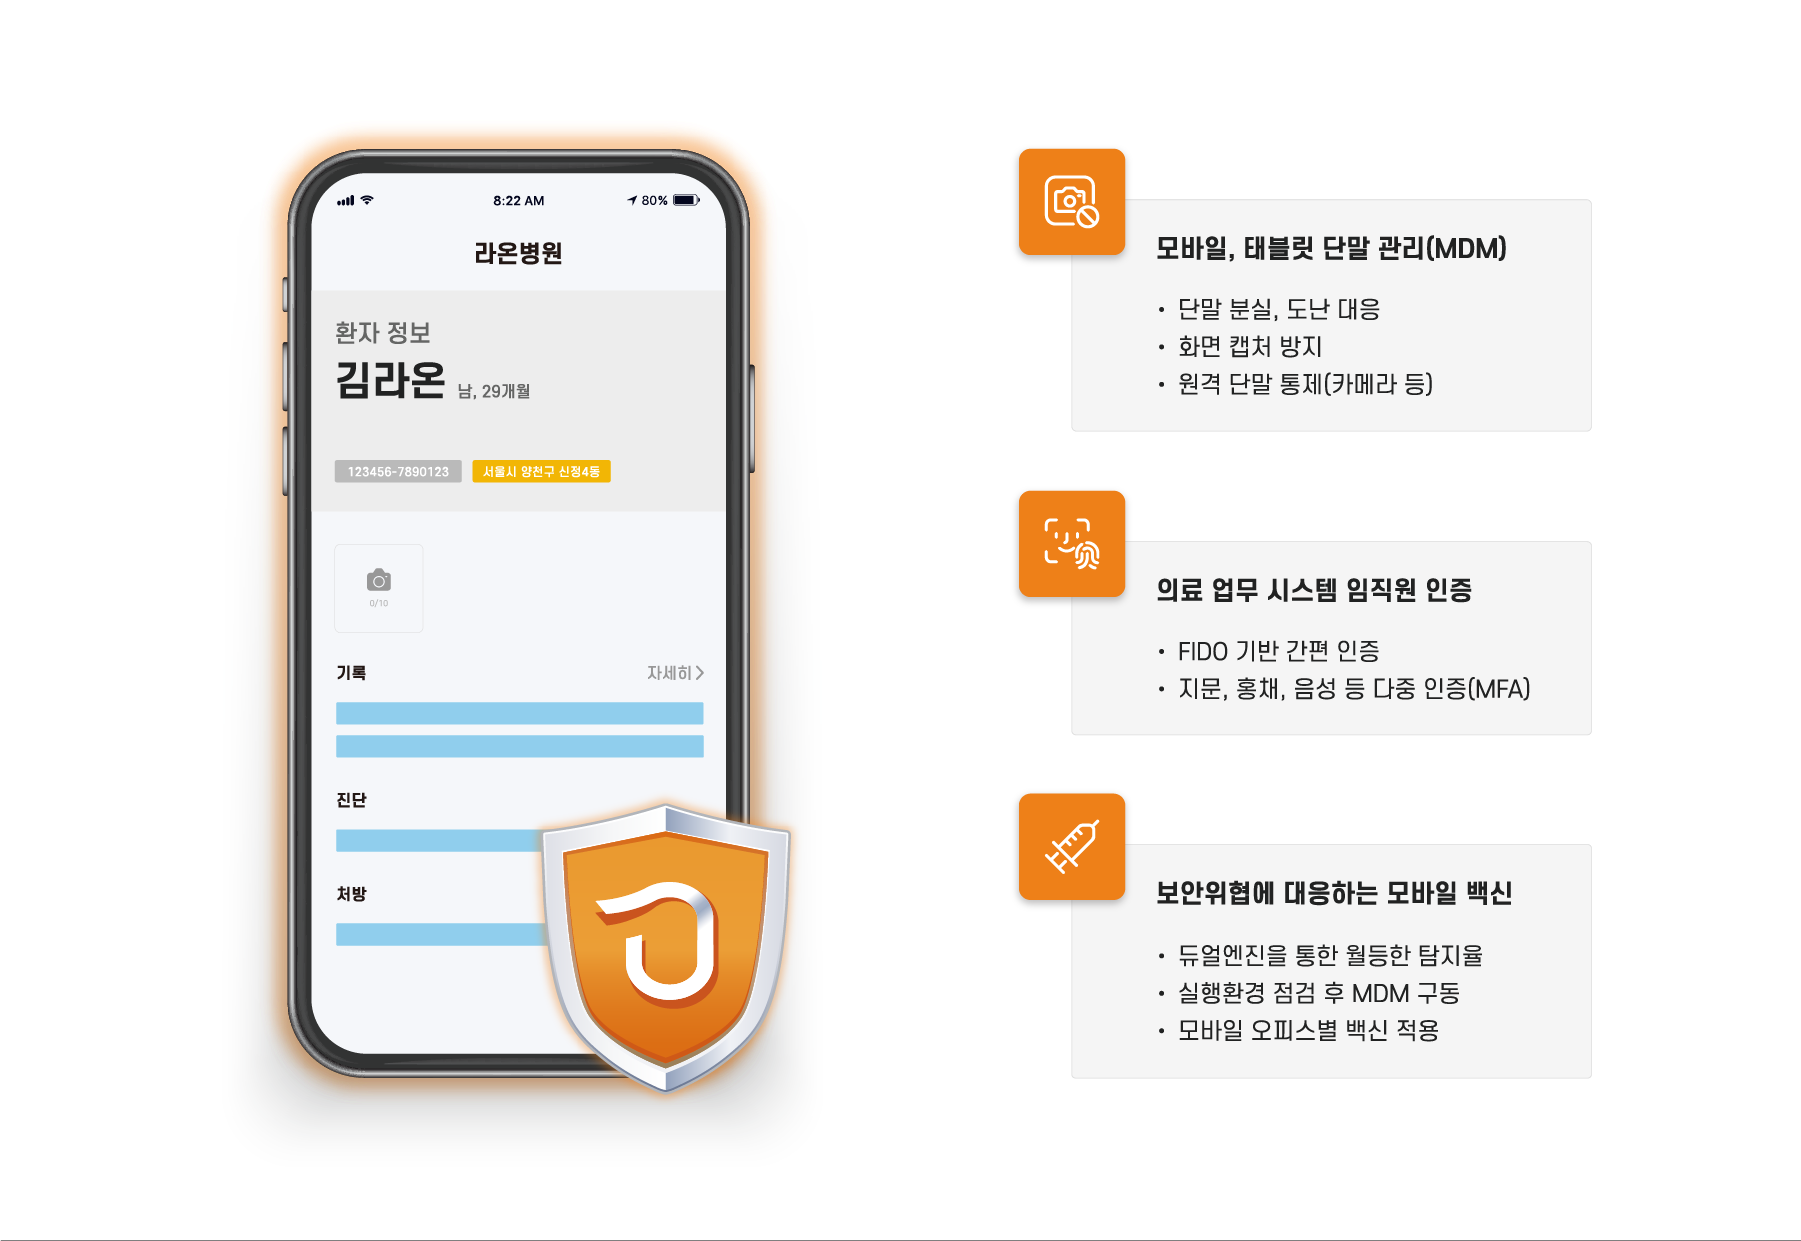 8:22 AM
80%
라온병원
환자 정보
김라온 남, 29개월
123456-7890123 서울시 양천구 신정4동
0/10
기록 자세히
진단
처방
모바일, 태블릿 단말 관리(MDM)
• 단말 분실, 도난 대응
• 화면 캡처 방지
• 원격 단말 통제(카메라 등)
의료 업무 시스템 임직원 인증
• FIDO 기반 간편 인증
• 지문, 홍채, 음성 등 다중 인증(MFA)
보안위협에 대응하는 모바일 백신
• 듀얼엔진을 통한 월등한 탐지율
• 실행환경 점검 후 MDM 구동
• 모바일 오피스별 백신 적용